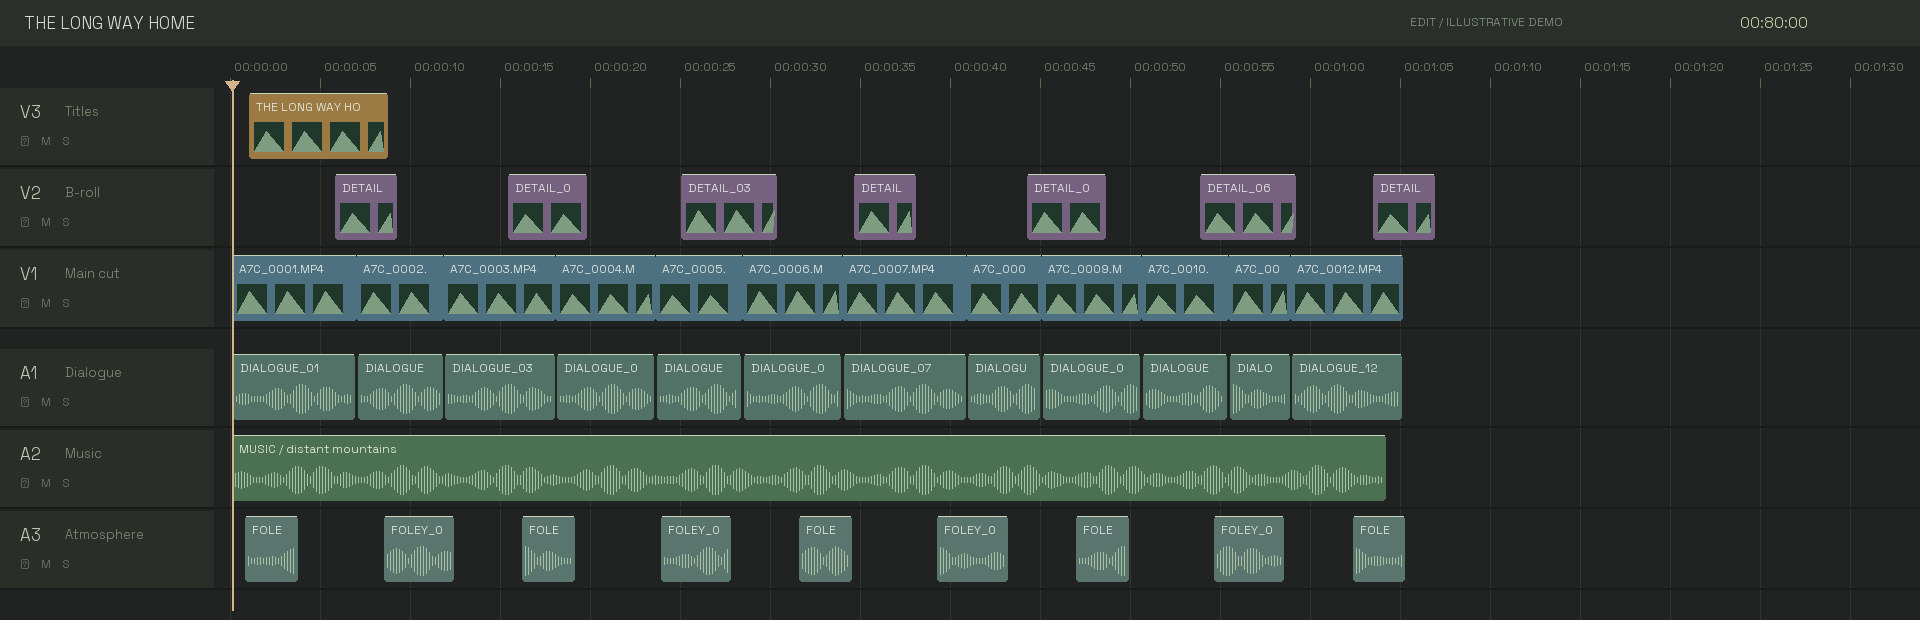 THE LONG WAY HOME
EDIT / ILLUSTRATIVE DEMO
00:80:00
00:00:00 00:00:05 00:00:10 00:00:15 00:00:20 00:00:25 00:00:30 00:00:35 00:00:40 00:00:45 00:00:50 00:00:55 00:01:00 00:01:05 00:01:10 00:01:15 00:01:20 00:01:25 00:01:30
V3 Titles
M S
THE LONG WAY HO
V2 B-roll
M S
DETAIL DETAIL_0 DETAIL_03 DETAIL DETAIL_0 DETAIL_06 DETAIL
V1 Main cut
M S
A7C_0001.MP4 A7C_0002. A7C_0003.MP4 A7C_0004.M A7C_0005. A7C_0006.M A7C_0007.MP4 A7C_000 A7C_0009.M A7C_0010. A7C_00 A7C_0012.MP4
A1 Dialogue
M S
DIALOGUE_01 DIALOGUE DIALOGUE_03 DIALOGUE_0 DIALOGUE DIALOGUE_0 DIALOGUE_07 DIALOGU DIALOGUE_0 DIALOGUE DIALO DIALOGUE_12
A2 Music
M S
MUSIC / distant mountains
A3 Atmosphere
M S
FOLE FOLEY_0 FOLE FOLEY_0 FOLE FOLEY_0 FOLE FOLEY_0 FOLE